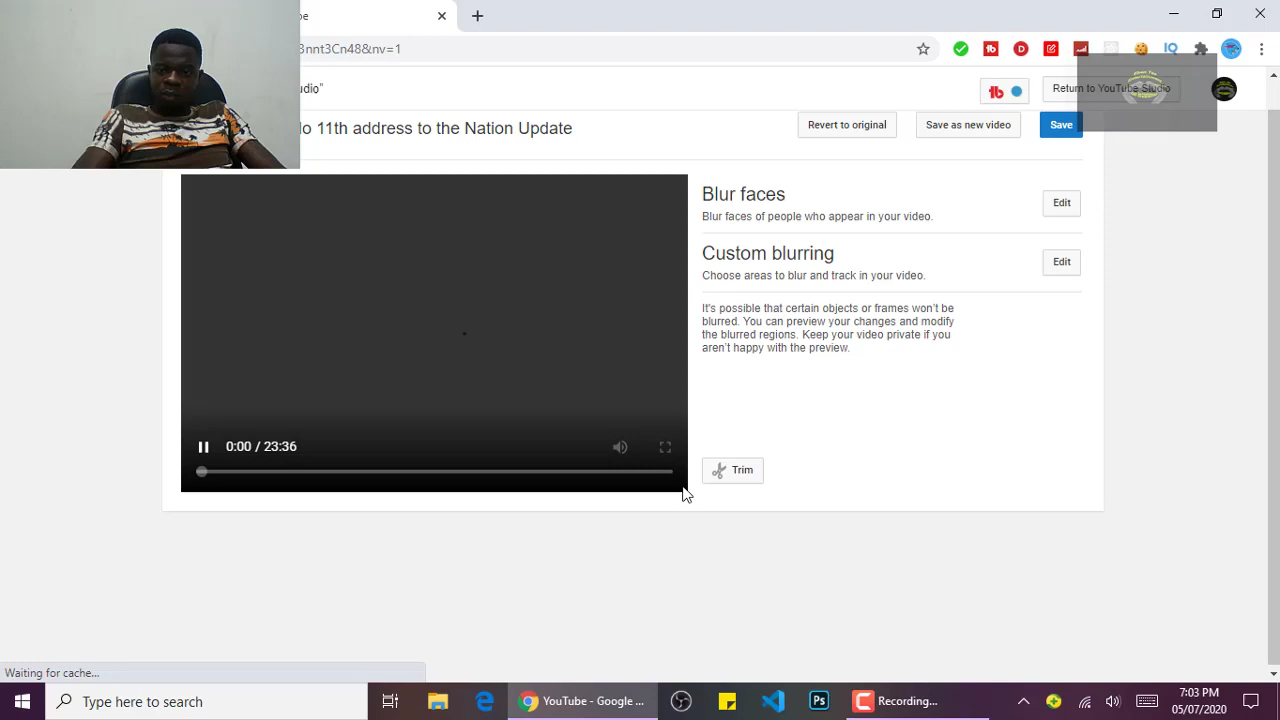 be
3nnt3Cn48&nv=1
udio"
Return to YouTube Studio
lo 11th address to the Nation Update
Revert to original
Save as new video
Save
Blur faces
Edit
Blur faces of people who appear in your video.
Custom blurring
Edit
Choose areas to blur and track in your video.
It's possible that certain objects or frames won't be
blurred. You can preview your changes and modify
the blurred regions. Keep your video private if you
aren't happy with the preview.
0:00 / 23:36
Trim
Waiting for cache...
Type here to search
YouTube - Google ...
Ps
Recording...
7:03 PM
05/07/2020